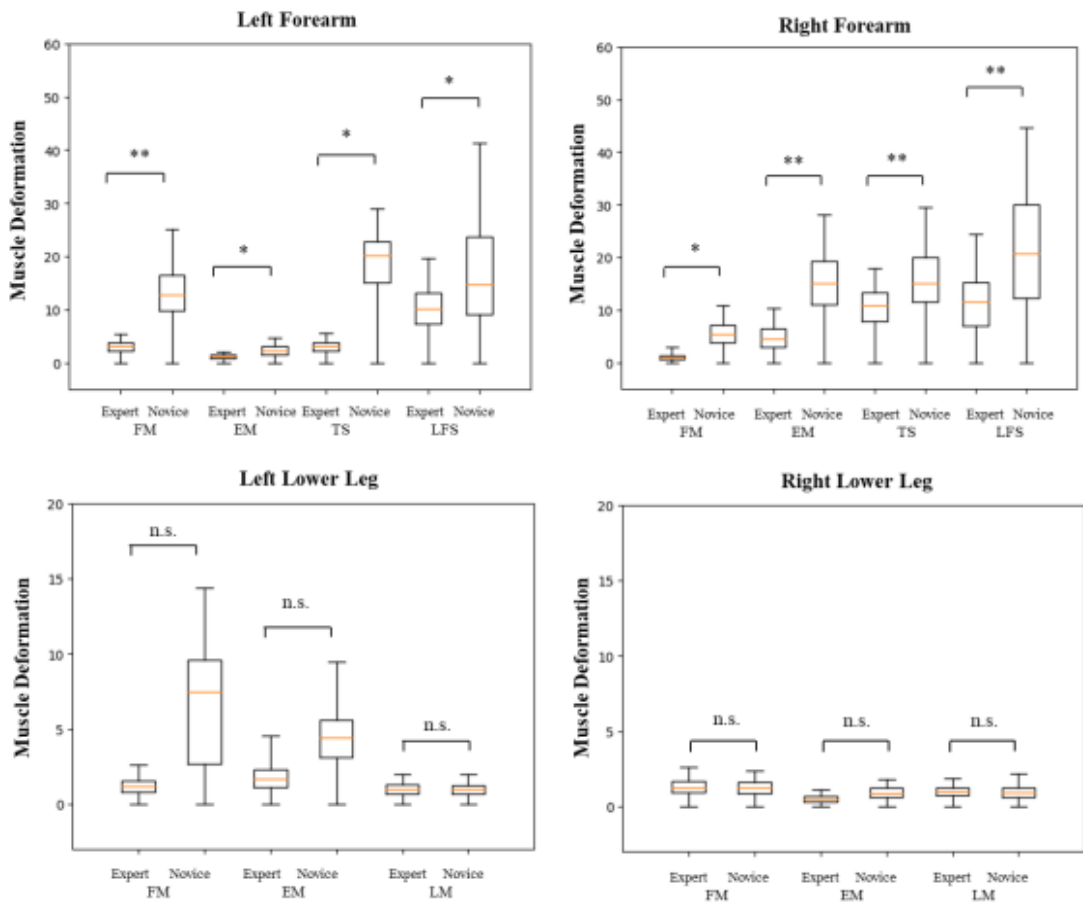 Left Forearm
Muscle Deformation
60
50
40
30
20
10
0
**
*
*
*
Expert Novice Expert Novice Expert Novice Expert Novice
FM EM TS LFS
Right Forearm
Muscle Deformation
60
50
40
30
20
10
0
*
**
**
**
Expert Novice Expert Novice Expert Novice Expert Novice
FM EM TS LFS
Left Lower Leg
Muscle Deformation
20
15
10
5
0
n.s.
n.s.
n.s.
Expert Novice Expert Novice Expert Novice
FM EM LM
Right Lower Leg
Muscle Deformation
20
15
10
5
0
n.s. n.s. n.s.
Expert Novice Expert Novice Expert Novice
FM EM LM